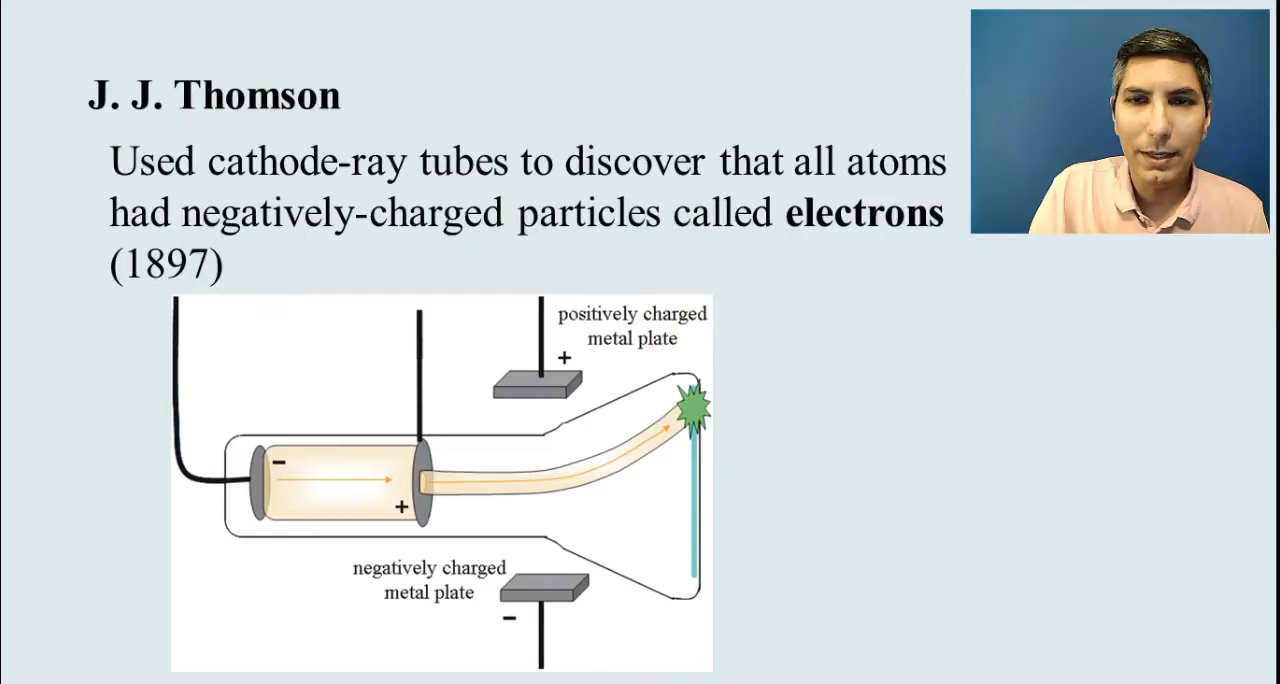 J. J. Thomson
Used cathode-ray tubes to discover that all atoms
had negatively-charged particles called electrons
(1897)
positively charged
metal plate
+
-
+
negatively charged
metal plate
-